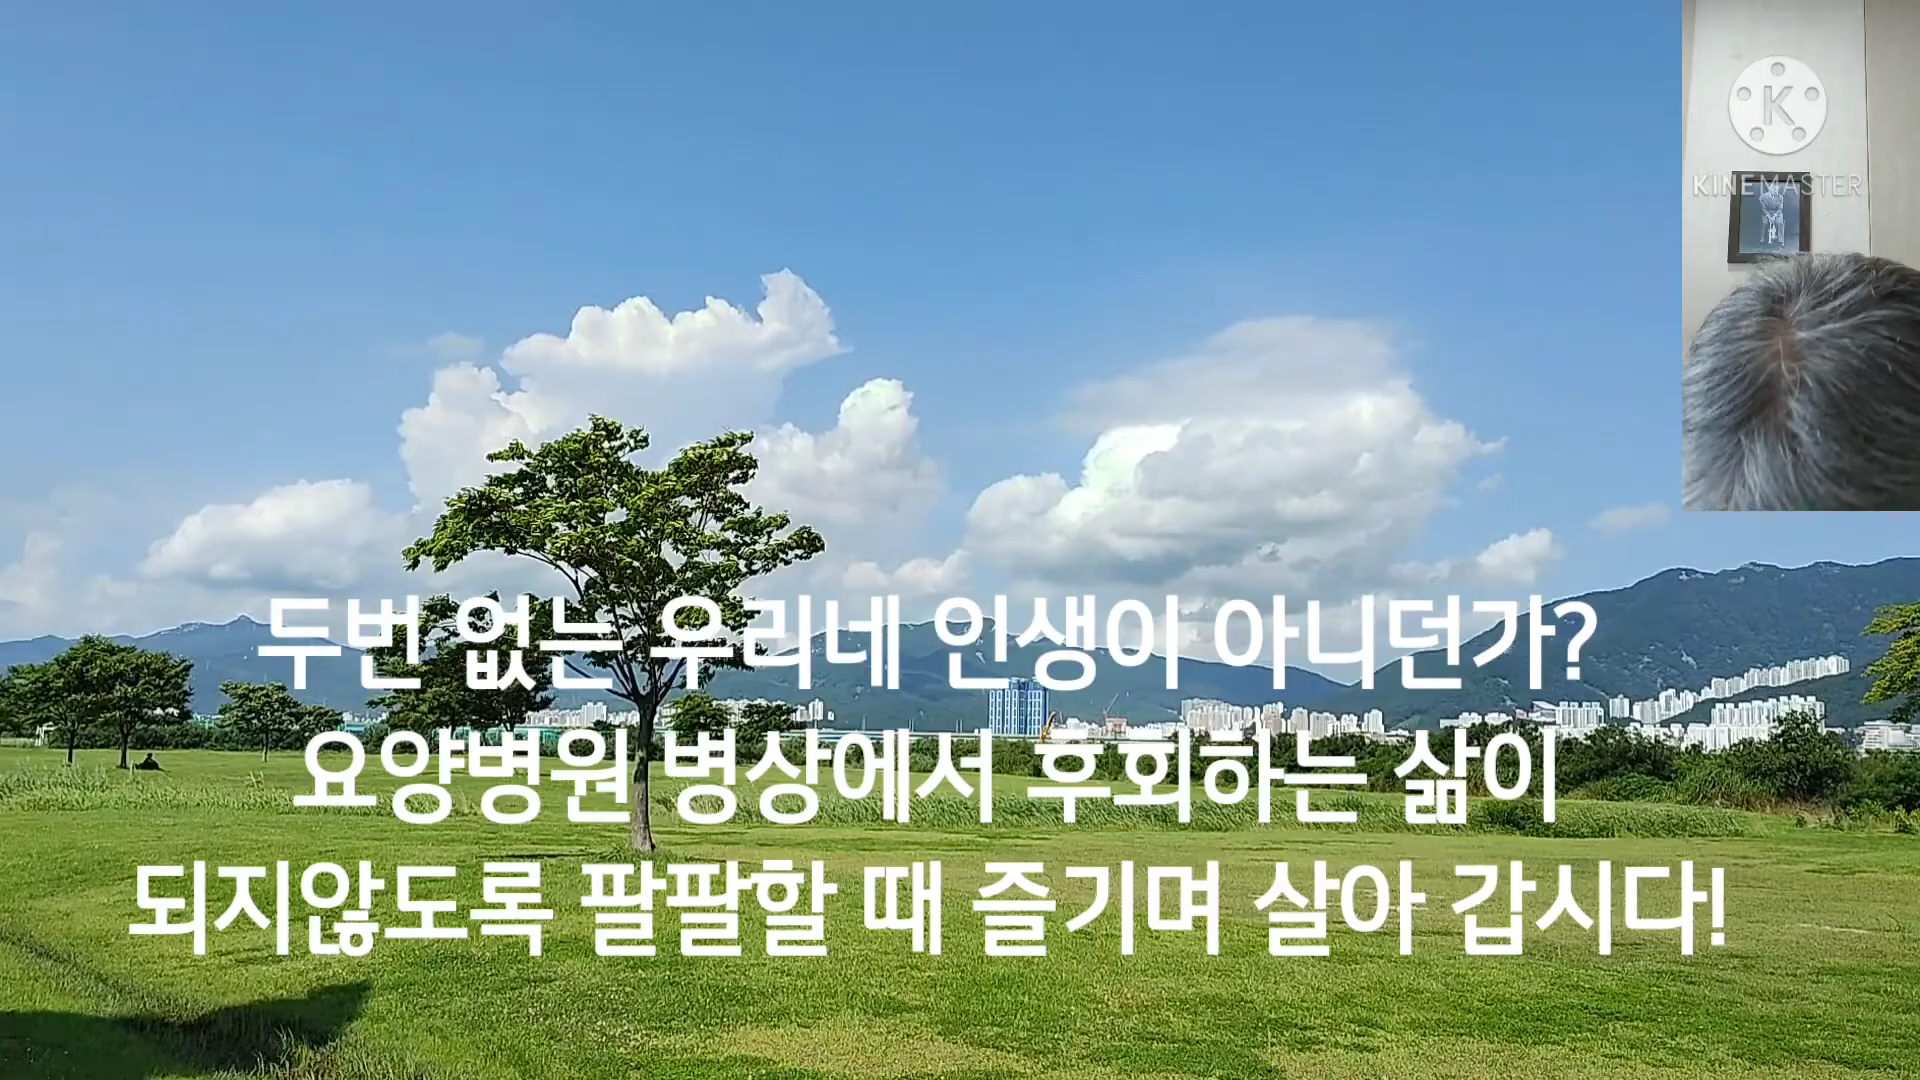 K
KINEMASTER
두번 없는 우리네 인생이 아니던가?
요양병원 병상에서 후회하는 삶이
되지않도록 팔팔할 때 즐기며 살아 갑시다!